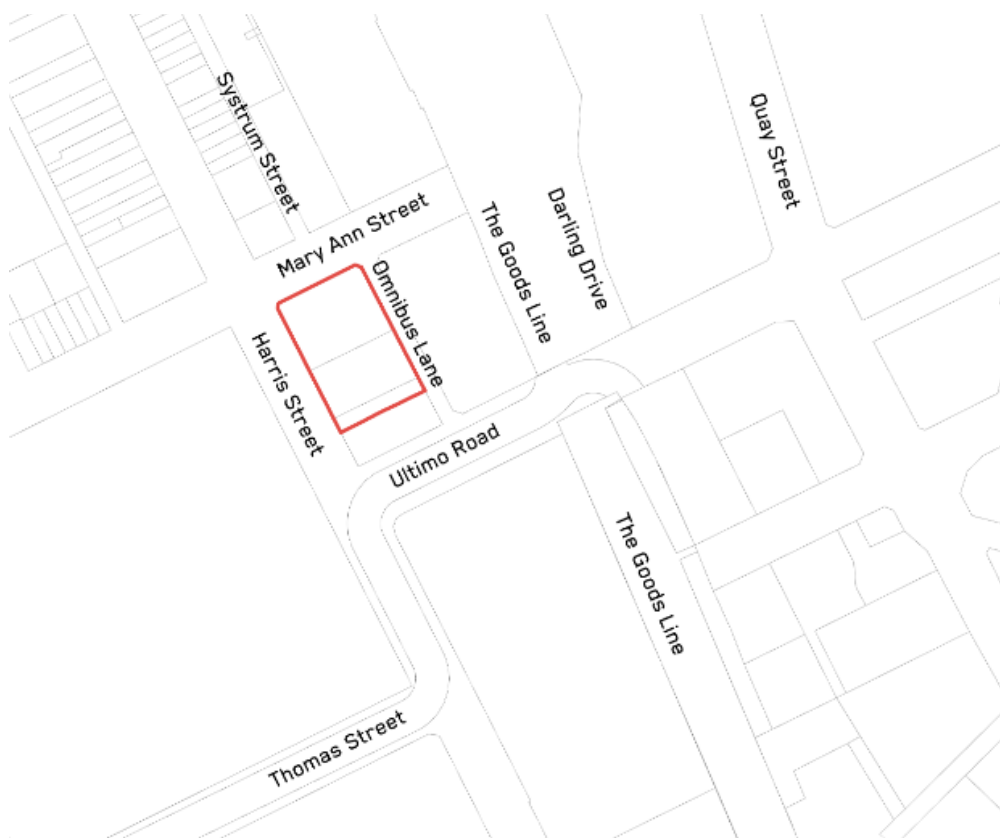 Systrum Street
Quay Street
Mary Ann Street
The Goods Line
Darling Drive
Omnibus Lane
Harris Street
Ultimo Road
The Goods Line
Thomas Street